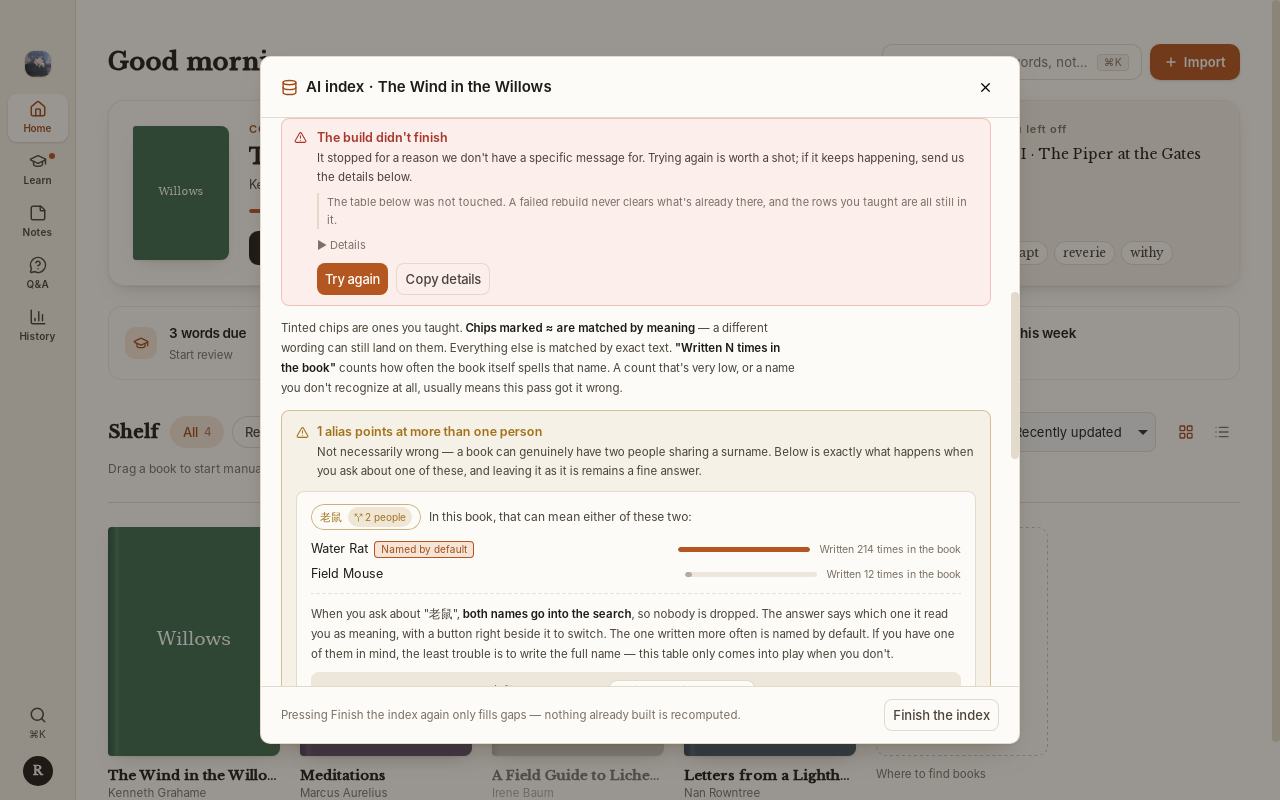 Good morni
ords, not...
⌘K
+ Import
Home
Learn
Notes
Q&A
History
⌘K
R
Willows
left off
I · The Piper at the Gates
apt
reverie
withy
3 words due
Start review
his week
Shelf
All 4
Re
Recently updated
Drag a book to start manua
Willows
The Wind in the Willo...
Kenneth Grahame
Meditations
Marcus Aurelius
A Field Guide to Liche...
Irene Baum
Letters from a Lighth...
Nan Rowntree
Where to find books
AI index · The Wind in the Willows
The build didn't finish
It stopped for a reason we don't have a specific message for. Trying again is worth a shot; if it keeps happening, send us
the details below.
The table below was not touched. A failed rebuild never clears what's already there, and the rows you taught are all still in
it.
Details
Try again
Copy details
Tinted chips are ones you taught. Chips marked ≈ are matched by meaning — a different
wording can still land on them. Everything else is matched by exact text. "Written N times in
the book" counts how often the book itself spells that name. A count that's very low, or a name
you don't recognize at all, usually means this pass got it wrong.
1 alias points at more than one person
Not necessarily wrong — a book can genuinely have two people sharing a surname. Below is exactly what happens when
you ask about one of these, and leaving it as it is remains a fine answer.
老鼠 2 people In this book, that can mean either of these two:
Water Rat Named by default Written 214 times in the book
Field Mouse Written 12 times in the book
When you ask about "老鼠", both names go into the search, so nobody is dropped. The answer says which one it read
you as meaning, with a button right beside it to switch. The one written more often is named by default. If you have one
of them in mind, the least trouble is to write the full name — this table only comes into play when you don't.
Pressing Finish the index again only fills gaps — nothing already built is recomputed.
Finish the index